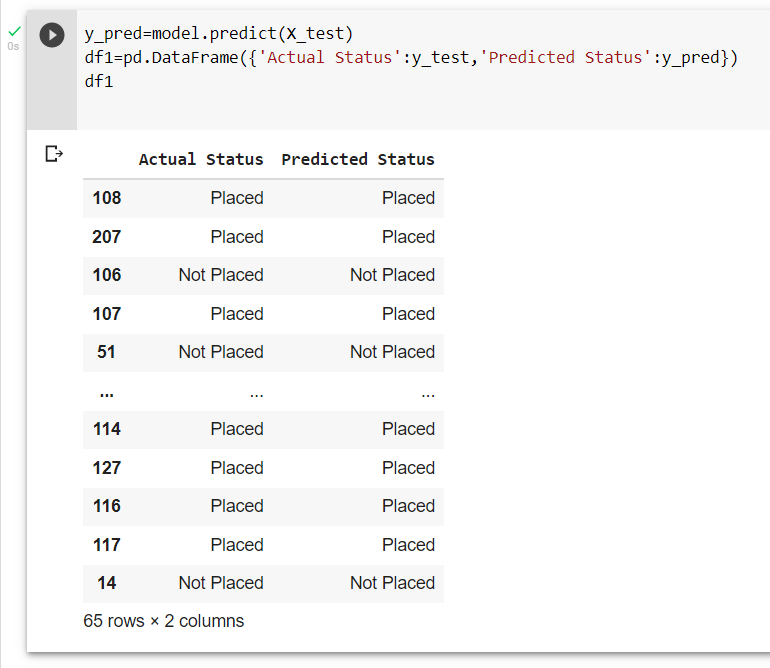 0s
y_pred=model.predict(X_test)
df1=pd.DataFrame({'Actual Status':y_test,'Predicted Status':y_pred})
df1
Actual Status Predicted Status
108 Placed Placed
207 Placed Placed
106 Not Placed Not Placed
107 Placed Placed
51 Not Placed Not Placed
... ... ...
114 Placed Placed
127 Placed Placed
116 Placed Placed
117 Placed Placed
14 Not Placed Not Placed
65 rows × 2 columns